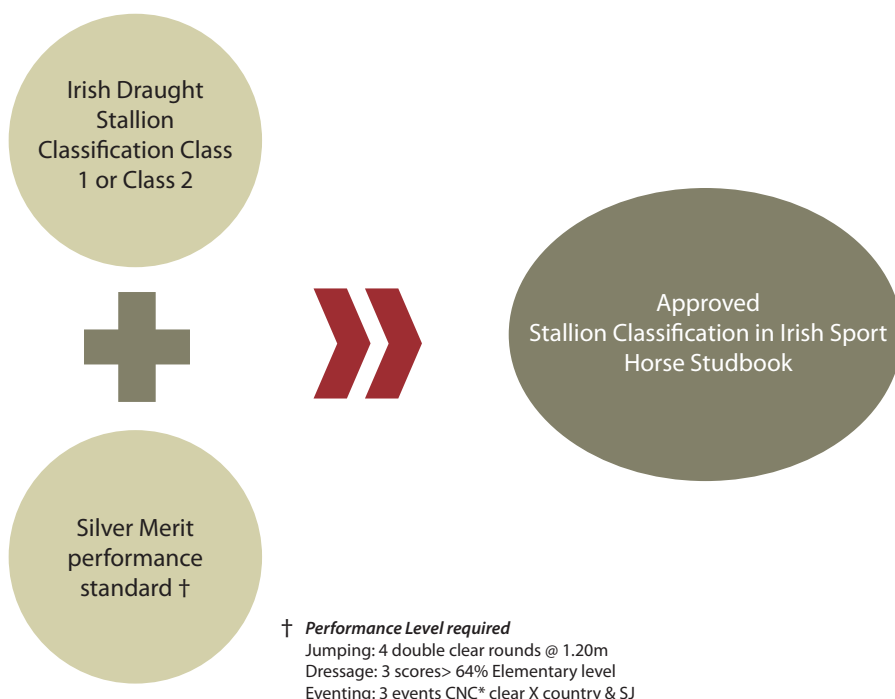 Irish Draught
Stallion
Classification Class
1 or Class 2
Silver Merit
performance
standard †
Approved
Stallion Classification in Irish Sport
Horse Studbook
† Performance Level required
Jumping: 4 double clear rounds @ 1.20m
Dressage: 3 scores> 64% Elementary level
Eventing: 3 events CNC* clear X country & SJ